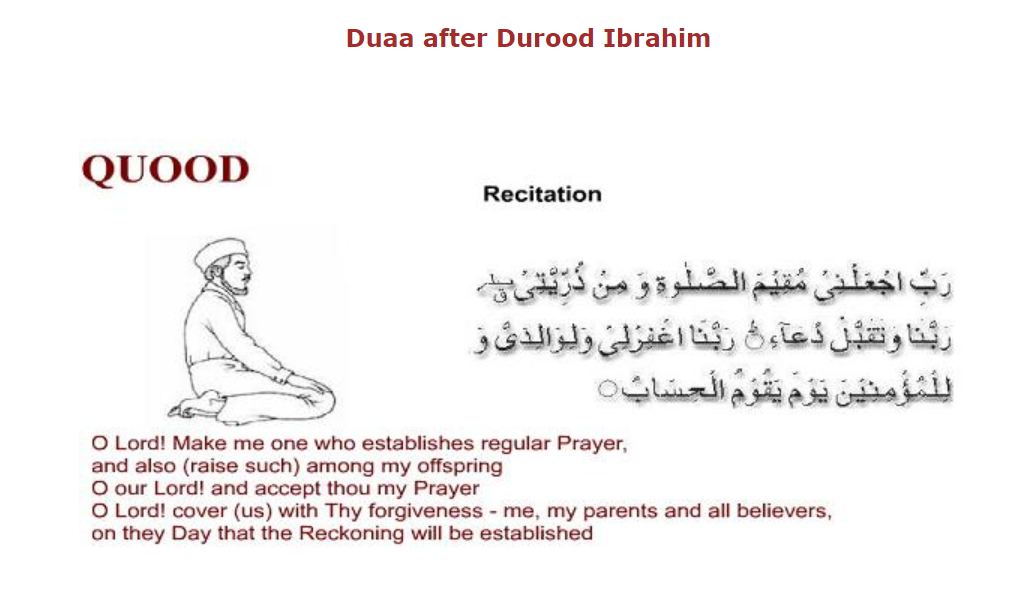 Duaa after Durood Ibrahim
QUOOD
Recitation
رَبِّ اجْعَلْنِىْ مُقِيْمَ الصَّلٰوةِ وَ مِنْ ذُرِّيَّتِىْ
رَبَّنَا وَتَقَبَّلْ دُعَآءِ رَبَّنَا اغْفِرْلِىْ وَلِوَالِدَىَّ وَ
لِلْمُؤْمِنِيْنَ يَوْمَ يَقُوْمُ الْحِسَابُ
O Lord! Make me one who establishes regular Prayer,
and also (raise such) among my offspring
O our Lord! and accept thou my Prayer
O Lord! cover (us) with Thy forgiveness - me, my parents and all believers,
on they Day that the Reckoning will be established